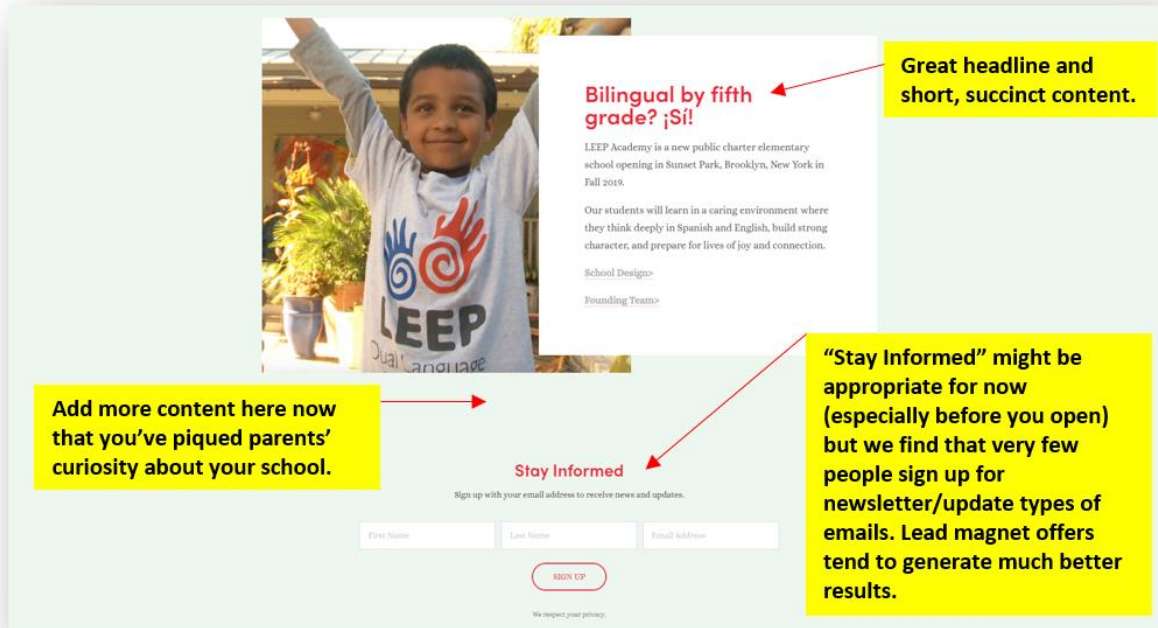 Great headline and
short, succinct content.
Bilingual by fifth
grade? ¡Sí!
LEEP Academy is a new public charter elementary
school opening in Sunset Park, Brooklyn, New York in
Fall 2019.
Our students will learn in a caring environment where
they think deeply in Spanish and English, build strong
character, and prepare for lives of joy and connection.
School Design>
Founding Team>
LEEP
Dual Language
Add more content here now
that you’ve piqued parents’
curiosity about your school.
“Stay Informed” might be
appropriate for now
(especially before you open)
but we find that very few
people sign up for
newsletter/update types of
emails. Lead magnet offers
tend to generate much better
results.
Stay Informed
Sign up with your email address to receive news and updates.
First Name
Last Name
Email Address
SIGN UP
We respect your privacy.